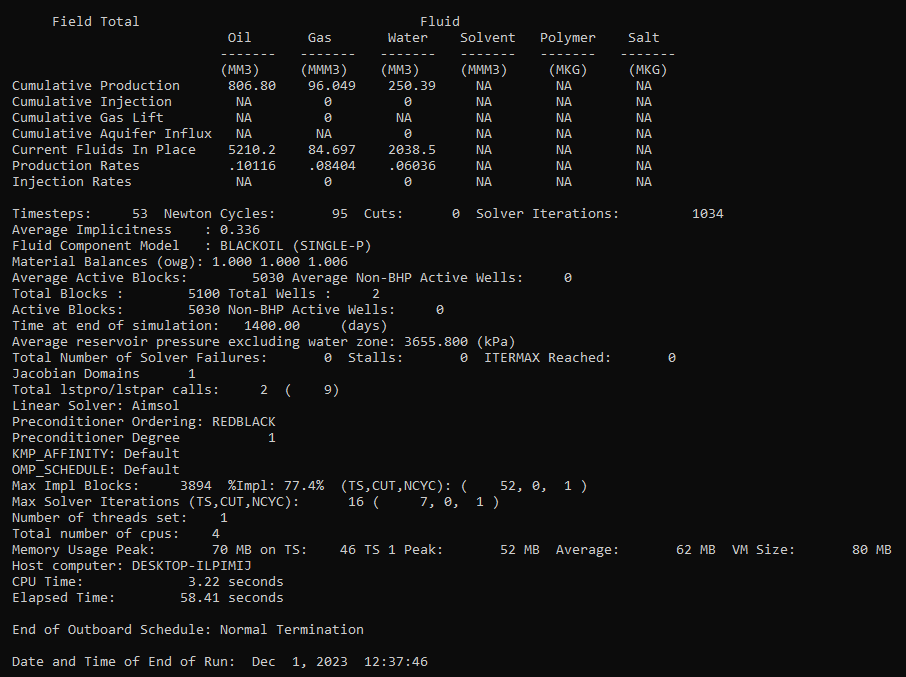 Field Total                                   Fluid
                           Oil       Gas       Water    Solvent   Polymer    Salt
                          -------   -------   -------   -------   -------   -------
                          (MM3)     (MMM3)    (MM3)     (MMM3)     (MKG)     (MKG)
Cumulative Production      806.80    96.049    250.39     NA        NA        NA
Cumulative Injection        NA         0         0        NA        NA        NA
Cumulative Gas Lift         NA         0        NA        NA        NA        NA
Cumulative Aquifer Influx   NA        NA         0        NA        NA        NA
Current Fluids In Place    5210.2    84.697    2038.5     NA        NA        NA
Production Rates           .10116    .08404    .06036     NA        NA        NA
Injection Rates             NA         0         0        NA        NA        NA
Timesteps:     53  Newton Cycles:       95  Cuts:      0  Solver Iterations:         1034
Average Implicitness    : 0.336
Fluid Component Model   : BLACKOIL (SINGLE-P)
Material Balances (owg): 1.000 1.000 1.006
Average Active Blocks:        5030 Average Non-BHP Active Wells:     0
Total Blocks :        5100 Total Wells :     2
Active Blocks:        5030 Non-BHP Active Wells:     0
Time at end of simulation:   1400.00     (days)
Average reservoir pressure excluding water zone: 3655.800 (kPa)
Total Number of Solver Failures:       0  Stalls:       0  ITERMAX Reached:       0
Jacobian Domains      1
Total lstpro/lstpar calls:     2  (    9)
Linear Solver: Aimsol
Preconditioner Ordering: REDBLACK
Preconditioner Degree           1
KMP_AFFINITY: Default
OMP_SCHEDULE: Default
Max Impl Blocks:     3894  %Impl: 77.4%  (TS,CUT,NCYC): (    52, 0,  1 )
Max Solver Iterations (TS,CUT,NCYC):      16 (     7, 0,  1 )
Number of threads set:    1
Total number of cpus:    4
Memory Usage Peak:       70 MB on TS:    46 TS 1 Peak:       52 MB  Average:       62 MB  VM Size:       80 MB
Host computer: DESKTOP-ILPIMIJ
CPU Time:             3.22 seconds
Elapsed Time:        58.41 seconds
End of Outboard Schedule: Normal Termination
Date and Time of End of Run:  Dec  1, 2023  12:37:46